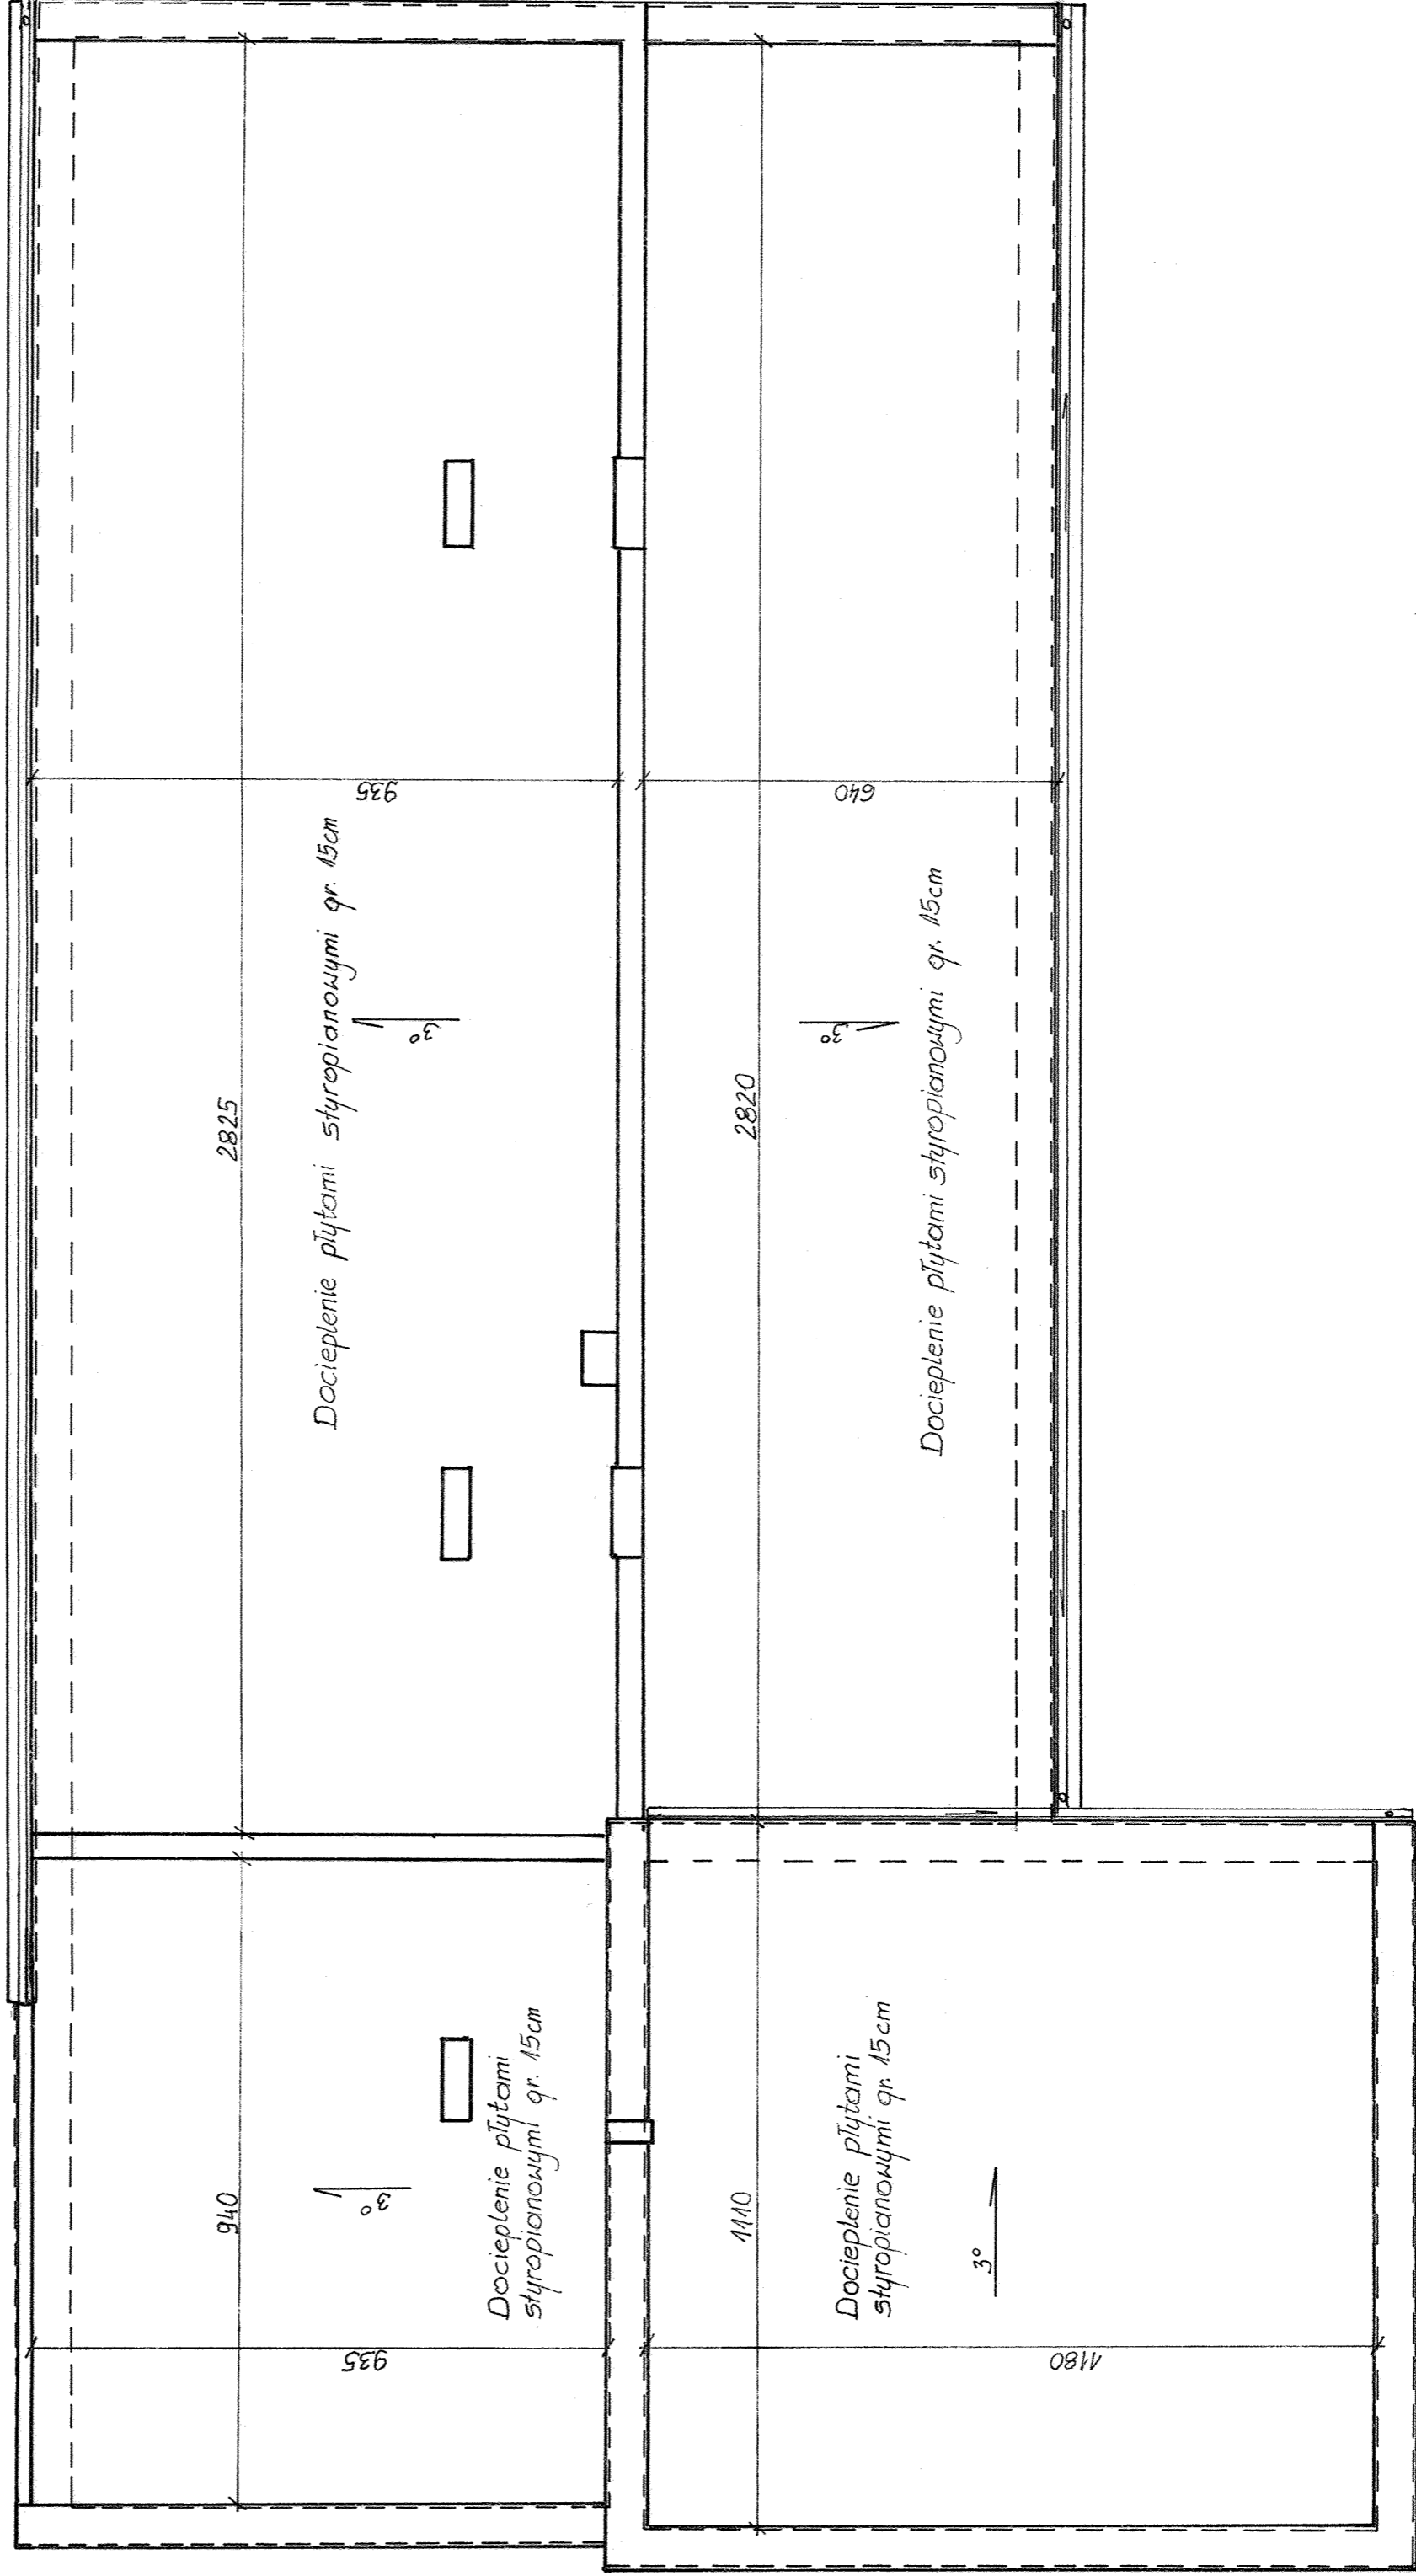 935
940
3°
Docieplenie płytami
styropianowymi gr. 15cm
2825
Docieplenie płytami styropianowymi gr. 15cm
3°
935
1180
1110
Docieplenie płytami
styropianowymi gr. 15cm
3°
2820
3°
Docieplenie płytami styropianowymi gr. 15cm
640